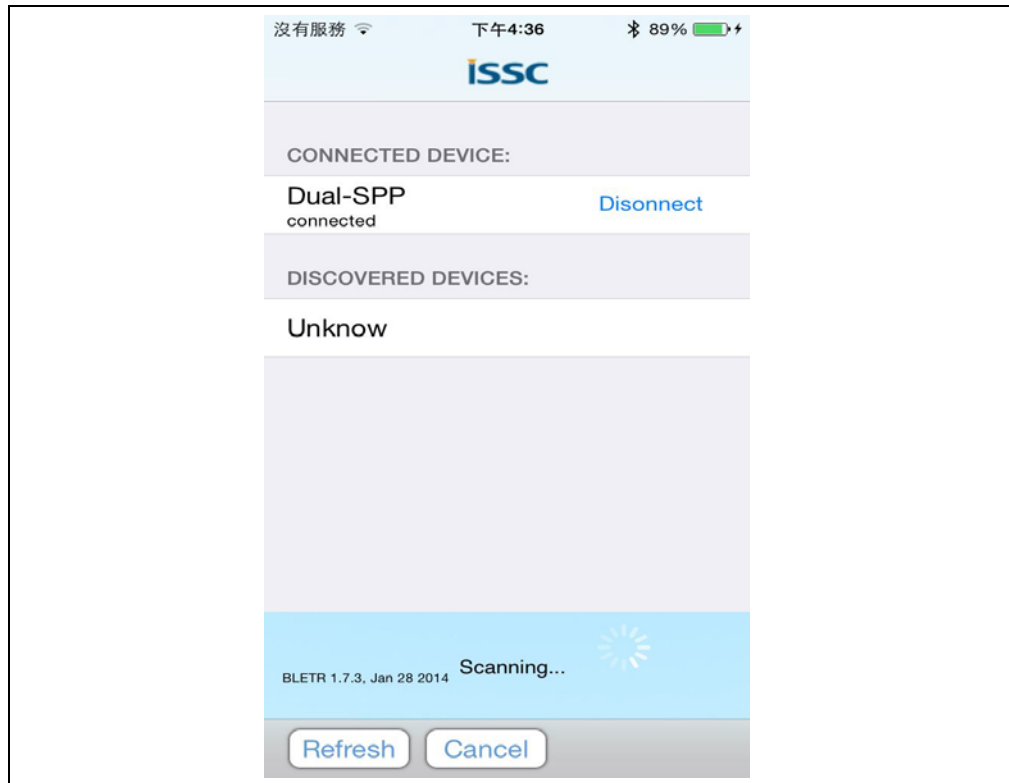 沒有服務 下午4:36 89%
ISSC
CONNECTED DEVICE:
Dual-SPP
connected
Disonnect
DISCOVERED DEVICES:
Unknow
Scanning...
BLETR 1.7.3, Jan 28 2014
Refresh Cancel